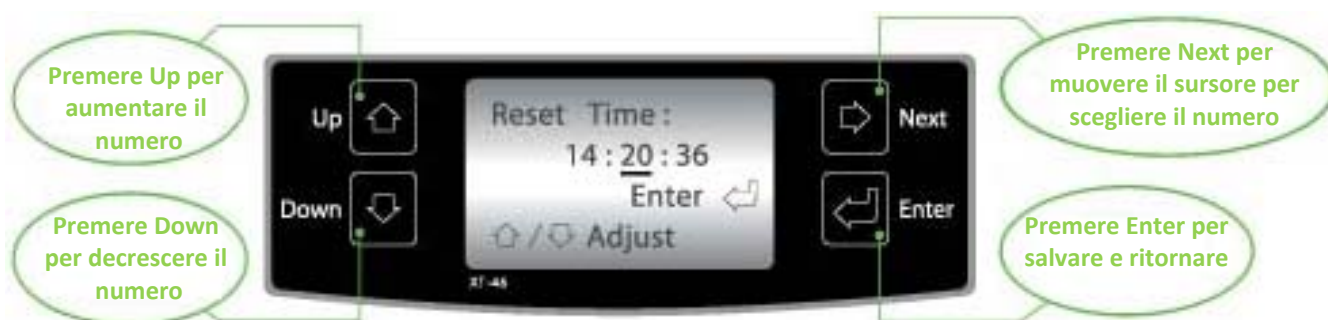 Premere Up per
aumentare il
numero
Premere Down
per decrescere il
numero
Up
Down
Reset Time :
14 : 20 : 36
Enter
/ Adjust
XT-46
Next
Enter
Premere Next per
muovere il sursore per
scegliere il numero
Premere Enter per
salvare e ritornare